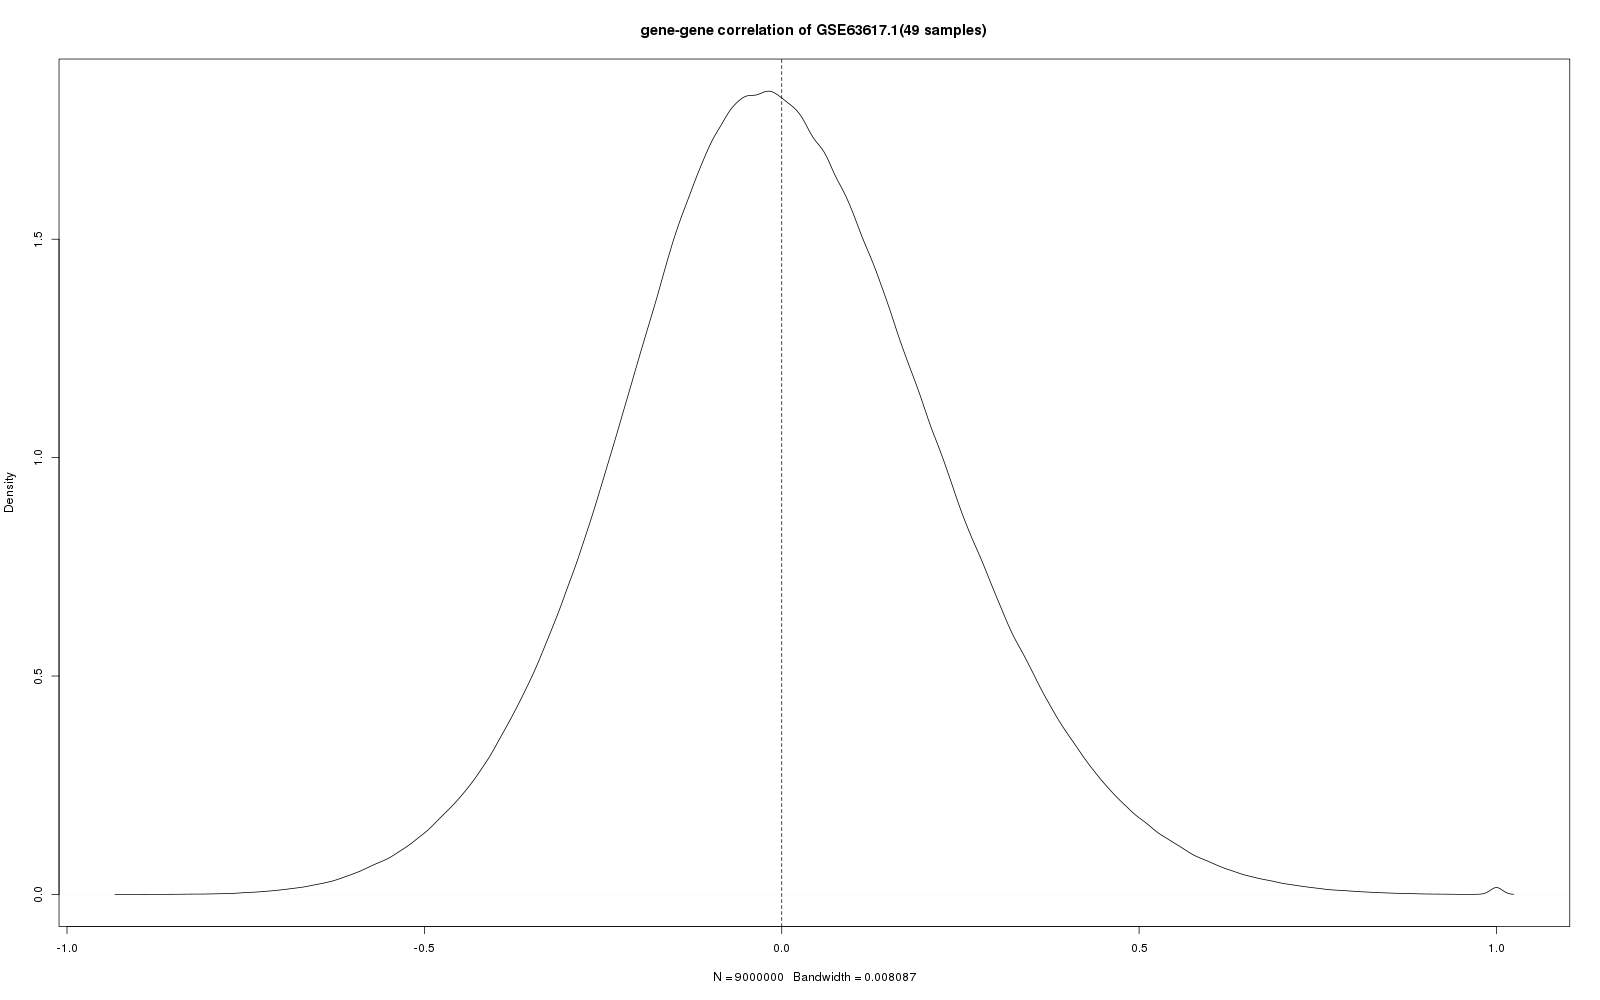 gene-gene correlation of GSE63617.1(49 samples)
Density
1.5
1.0
0.5
0.0
-1.0 -0.5 0.0 0.5 1.0
N = 9000000 Bandwidth = 0.008087